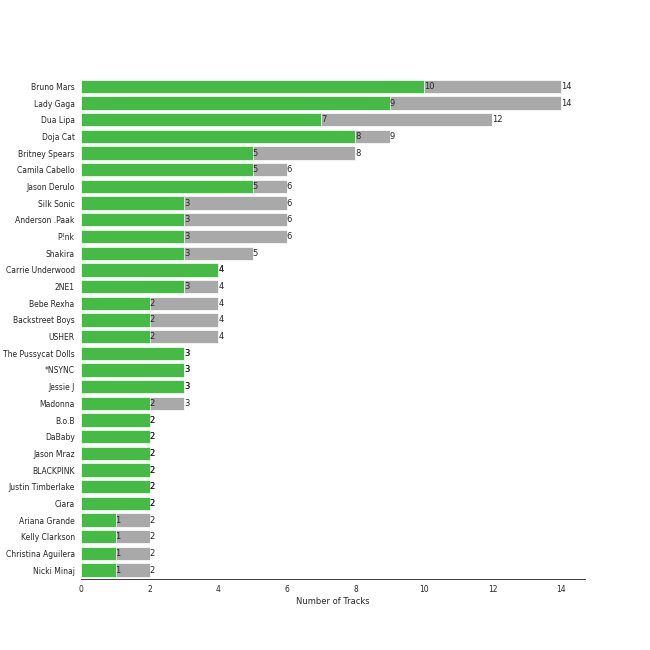 Bruno Mars 10 14
Lady Gaga 9 14
Dua Lipa 7 12
Doja Cat 8 9
Britney Spears 5 8
Camila Cabello 5 6
Jason Derulo 5 6
Silk Sonic 3 6
Anderson .Paak 3 6
P!nk 3 6
Shakira 3 5
Carrie Underwood 4
2NE1 3 4
Bebe Rexha 2 4
Backstreet Boys 2 4
USHER 2 4
The Pussycat Dolls 3
*NSYNC 3
Jessie J 3
Madonna 2 3
B.o.B 2
DaBaby 2
Jason Mraz 2
BLACKPINK 2
Justin Timberlake 2
Ciara 2
Ariana Grande 1 2
Kelly Clarkson 1 2
Christina Aguilera 1 2
Nicki Minaj 1 2
0 2 4 6 8 10 12 14
Number of Tracks